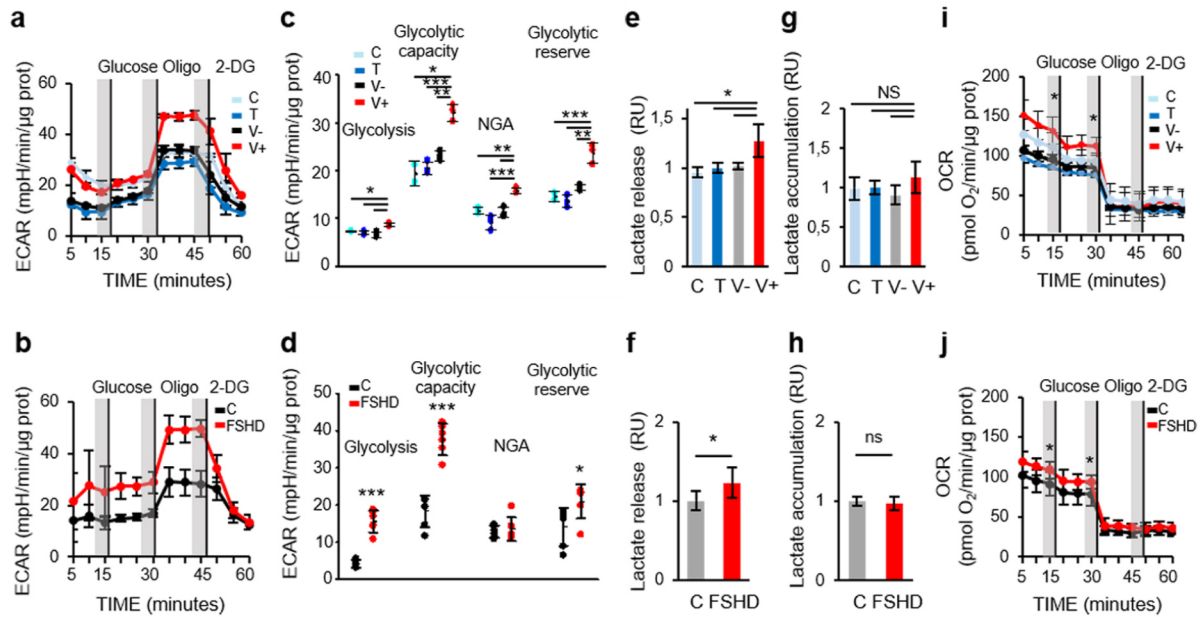 a
ECAR (mpH/min/µg prot)
60
40
20
0
Glucose Oligo 2-DG
C
T
V-
V+
5 15 30 45 60
TIME (minutes)
c
ECAR (mpH/min/µg prot)
40
30
20
10
0
C
T
V-
V+
Glycolytic
capacity
Glycolytic
reserve
Glycolysis
NGA
*
*
***
**
**
***
***
**
e
Lactate release (RU)
2
1,5
1
0,5
0
*
C T V- V+
g
Lactate accumulation (RU)
2
1,5
1
0,5
0
NS
C T V- V+
i
OCR
(pmol O₂/min/µg prot)
200
150
100
50
0
Glucose Oligo 2-DG
C
T
V-
V+
*
*
5 15 30 45 60
TIME (minutes)
b
ECAR (mpH/min/µg prot)
60
40
20
0
Glucose Oligo 2-DG
C
FSHD
5 15 30 45 60
TIME (minutes)
d
ECAR (mpH/min/µg prot)
50
40
30
20
10
0
C
FSHD
Glycolytic
capacity
Glycolytic
reserve
Glycolysis
NGA
***
***
*
f
Lactate release (RU)
2
1
0
*
C FSHD
h
Lactate accumulation (RU)
2
1
0
ns
C FSHD
j
OCR
(pmol O₂/min/µg prot)
200
150
100
50
0
Glucose Oligo 2-DG
C
FSHD
*
*
5 15 30 45 60
TIME (minutes)